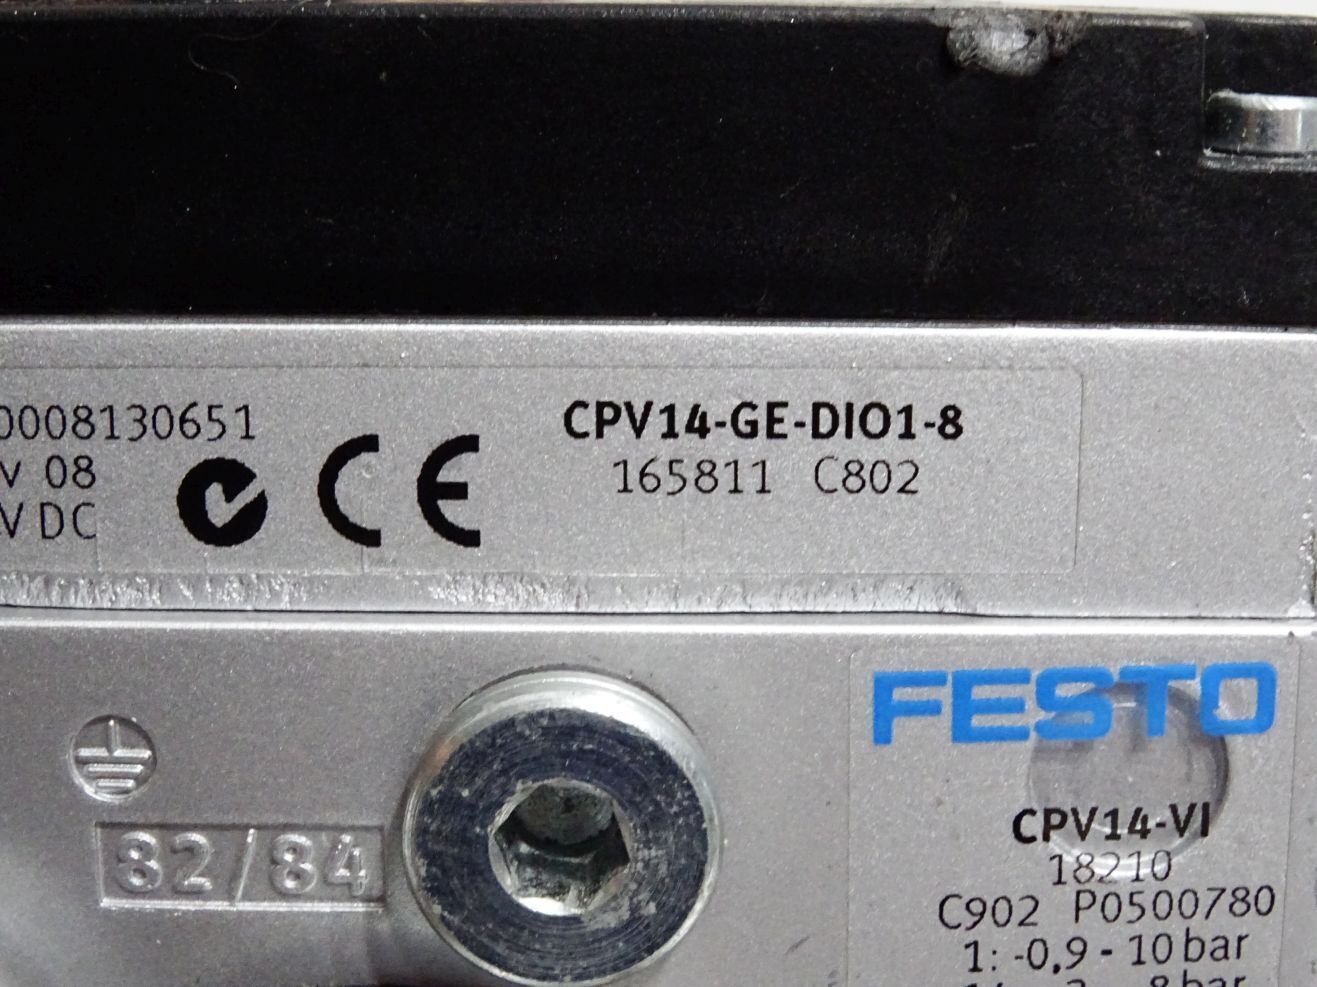 0008130651
V 08
V DC
CE
CPV14-GE-DIO1-8
165811 C802
82/84
FESTO
CPV14-VI
18210
C902 P0500780
1: -0,9 - 10 bar